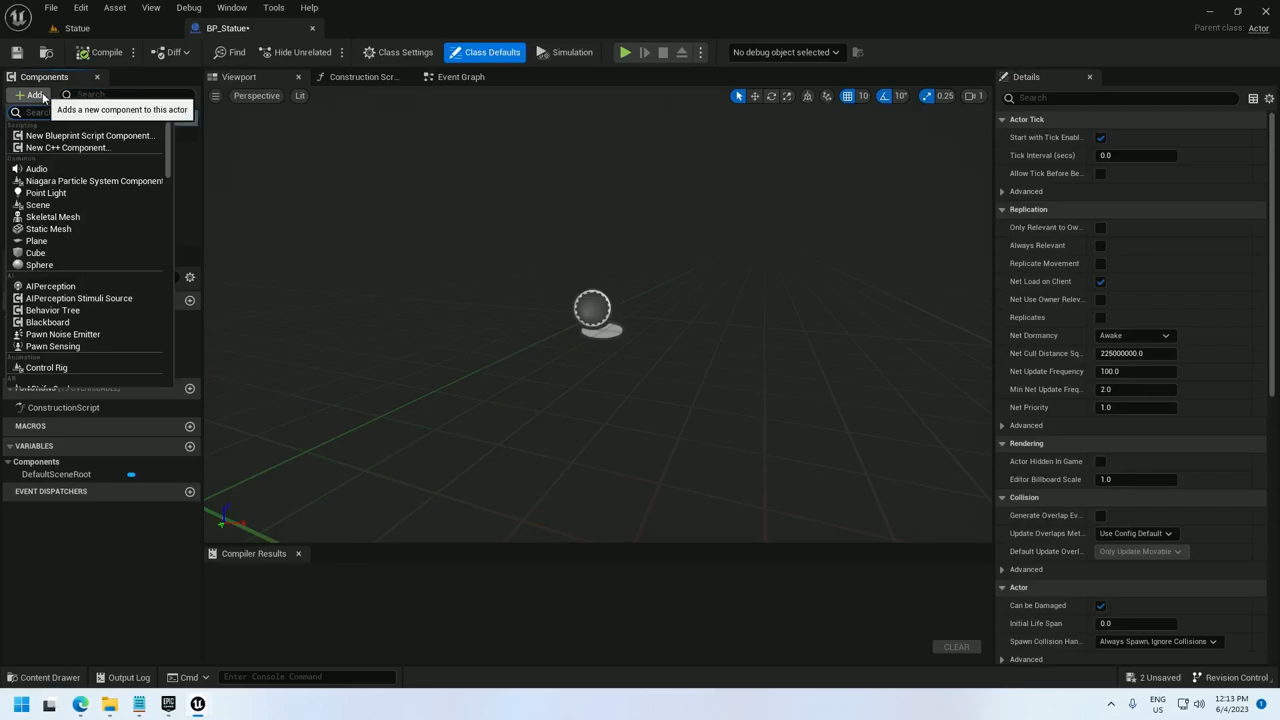 File Edit Asset View Debug Window Tools Help
Statue
BP_Statue*
Parent class: Actor
Compile
Diff
Find
Hide Unrelated
Class Settings
Class Defaults
Simulation
No debug object selected
Components
Add
Search
Adds a new component to this actor
Scripting
New Blueprint Script Component...
New C++ Component...
Common
Audio
Niagara Particle System Component
Point Light
Scene
Skeletal Mesh
Static Mesh
Plane
Cube
Sphere
AI
AIPerception
AIPerception Stimuli Source
Behavior Tree
Blackboard
Pawn Noise Emitter
Pawn Sensing
Animation
Control Rig
ConstructionScript
MACROS
VARIABLES
Components
DefaultSceneRoot
EVENT DISPATCHERS
Viewport
Construction Scr...
Event Graph
Perspective
Lit
10
10°
0.25
1
Compiler Results
CLEAR
Details
Search
Actor Tick
Start with Tick Enabl...
Tick Interval (secs) 0.0
Allow Tick Before Be...
Advanced
Replication
Only Relevant to Ow...
Always Relevant
Replicate Movement
Net Load on Client
Net Use Owner Relev...
Replicates
Net Dormancy Awake
Net Cull Distance Sq... 225000000.0
Net Update Frequency 100.0
Min Net Update Freq... 2.0
Net Priority 1.0
Advanced
Rendering
Actor Hidden In Game
Editor Billboard Scale 1.0
Collision
Generate Overlap Ev...
Update Overlaps Met... Use Config Default
Default Update Overl... Only Update Movable
Advanced
Actor
Can be Damaged
Initial Life Span 0.0
Spawn Collision Han... Always Spawn, Ignore Collisions
Advanced
Content Drawer
Output Log
Cmd
Enter Console Command
2 Unsaved
Revision Control
ENG
US
12:13 PM
6/4/2023
1